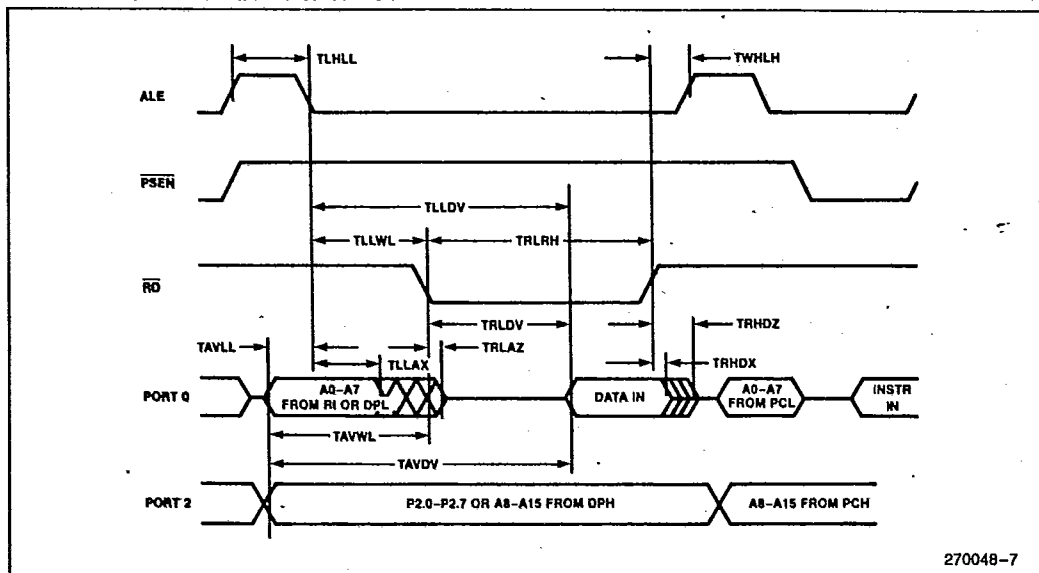 TLHLL
TWHLH
ALE
PSEN
TLLDV
TLLWL
TRLRH
RD
TRLDV
TRHDZ
TAVLL
TRLAZ
TLLAX
TRHDX
PORT 0
A0-A7
FROM RI OR DPL
DATA IN
A0-A7
FROM PCL
INSTR
IN
TAVWL
TAVDV
PORT 2
P2.0-P2.7 OR A8-A15 FROM DPH
A8-A15 FROM PCH
270048-7